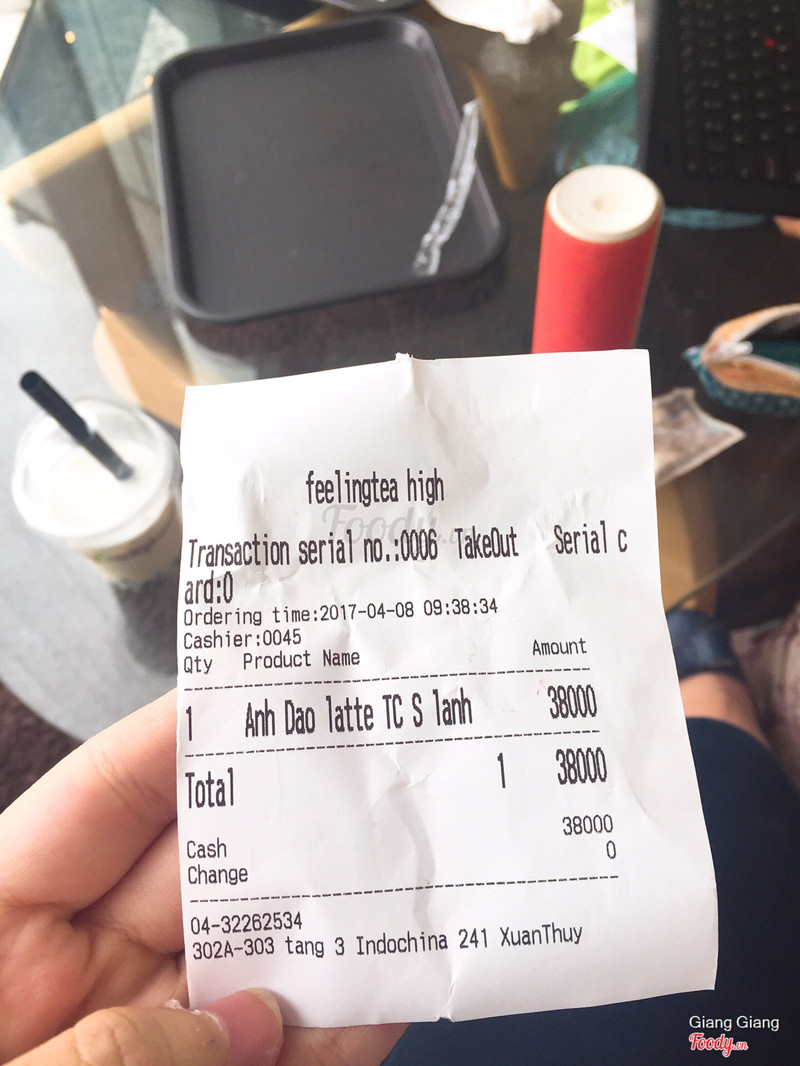 feelingtea high
Transaction serial no.:0006 TakeOut Serial c
ard:0
Ordering time:2017-04-08 09:38:34
Cashier:0045
Qty Product Name Amount
1 Anh Dao latte TC S lanh 38000
Total 1 38000
Cash 38000
Change 0
04-32262534
302A-303 tang 3 Indochina 241 XuanThuy
Foody.vn
Giang Giang
Foody.vn